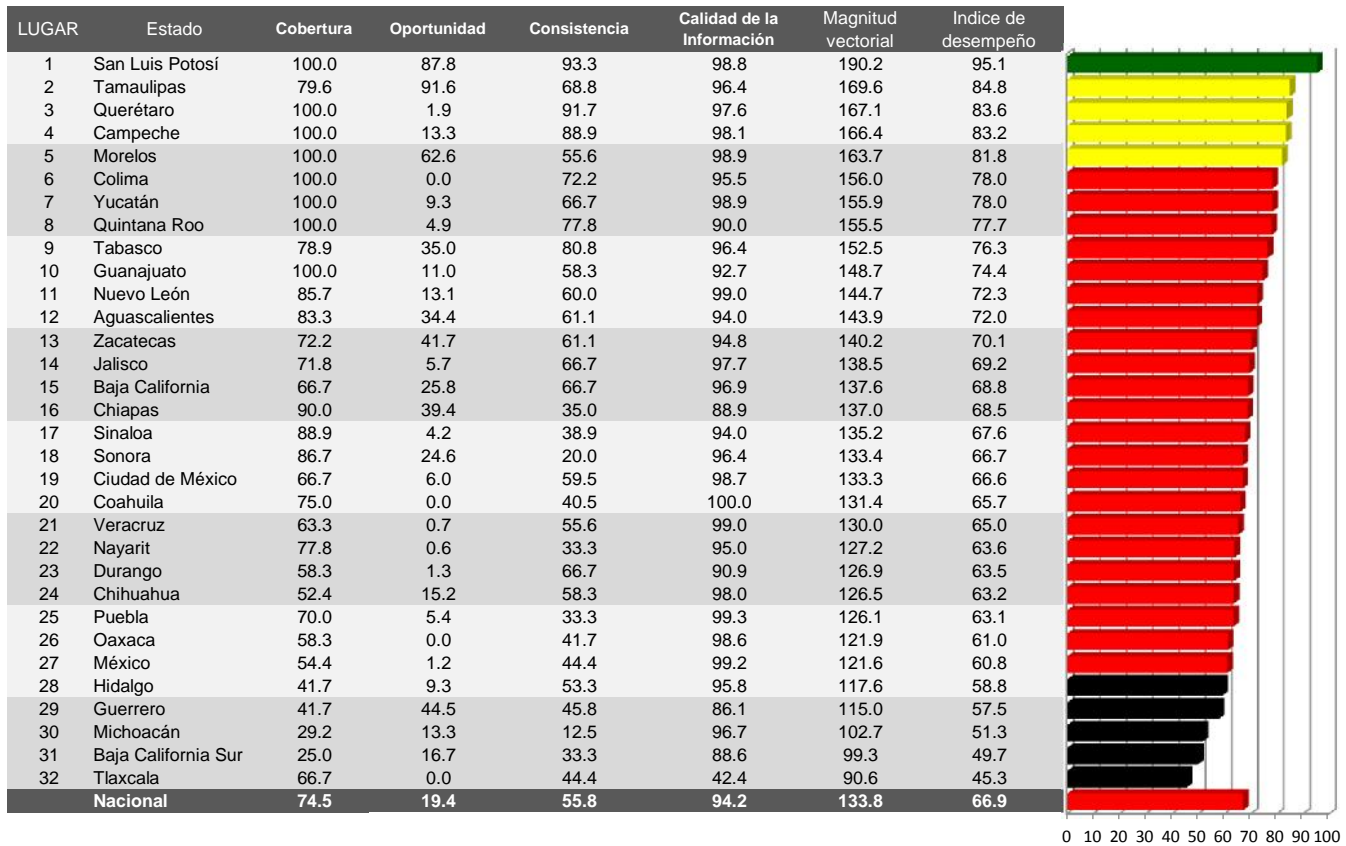 LUGAR Estado Cobertura Oportunidad Consistencia Calidad de la Información Magnitud vectorial Indice de desempeño
1 San Luis Potosí 100.0 87.8 93.3 98.8 190.2 95.1
2 Tamaulipas 79.6 91.6 68.8 96.4 169.6 84.8
3 Querétaro 100.0 1.9 91.7 97.6 167.1 83.6
4 Campeche 100.0 13.3 88.9 98.1 166.4 83.2
5 Morelos 100.0 62.6 55.6 98.9 163.7 81.8
6 Colima 100.0 0.0 72.2 95.5 156.0 78.0
7 Yucatán 100.0 9.3 66.7 98.9 155.9 78.0
8 Quintana Roo 100.0 4.9 77.8 90.0 155.5 77.7
9 Tabasco 78.9 35.0 80.8 96.4 152.5 76.3
10 Guanajuato 100.0 11.0 58.3 92.7 148.7 74.4
11 Nuevo León 85.7 13.1 60.0 99.0 144.7 72.3
12 Aguascalientes 83.3 34.4 61.1 94.0 143.9 72.0
13 Zacatecas 72.2 41.7 61.1 94.8 140.2 70.1
14 Jalisco 71.8 5.7 66.7 97.7 138.5 69.2
15 Baja California 66.7 25.8 66.7 96.9 137.6 68.8
16 Chiapas 90.0 39.4 35.0 88.9 137.0 68.5
17 Sinaloa 88.9 4.2 38.9 94.0 135.2 67.6
18 Sonora 86.7 24.6 20.0 96.4 133.4 66.7
19 Ciudad de México 66.7 6.0 59.5 98.7 133.3 66.6
20 Coahuila 75.0 0.0 40.5 100.0 131.4 65.7
21 Veracruz 63.3 0.7 55.6 99.0 130.0 65.0
22 Nayarit 77.8 0.6 33.3 95.0 127.2 63.6
23 Durango 58.3 1.3 66.7 90.9 126.9 63.5
24 Chihuahua 52.4 15.2 58.3 98.0 126.5 63.2
25 Puebla 70.0 5.4 33.3 99.3 126.1 63.1
26 Oaxaca 58.3 0.0 41.7 98.6 121.9 61.0
27 México 54.4 1.2 44.4 99.2 121.6 60.8
28 Hidalgo 41.7 9.3 53.3 95.8 117.6 58.8
29 Guerrero 41.7 44.5 45.8 86.1 115.0 57.5
30 Michoacán 29.2 13.3 12.5 96.7 102.7 51.3
31 Baja California Sur 25.0 16.7 33.3 88.6 99.3 49.7
32 Tlaxcala 66.7 0.0 44.4 42.4 90.6 45.3
Nacional 74.5 19.4 55.8 94.2 133.8 66.9
0 10 20 30 40 50 60 70 80 90 100